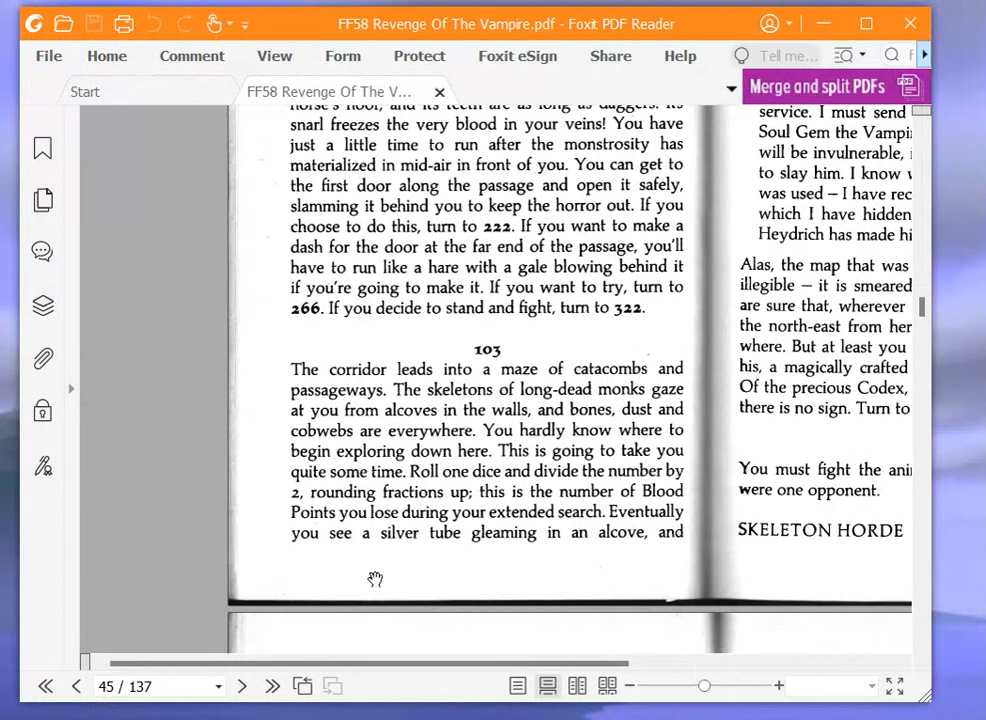 FF58 Revenge Of The Vampire.pdf - Foxit PDF Reader
File Home Comment View Form Protect Foxit eSign Share Help Tell me...
Start FF58 Revenge Of The V... Merge and split PDFs
horse's hoof, and its teeth are as long as daggers. Its
snarl freezes the very blood in your veins! You have
just a little time to run after the monstrosity has
materialized in mid-air in front of you. You can get to
the first door along the passage and open it safely,
slamming it behind you to keep the horror out. If you
choose to do this, turn to 222. If you want to make a
dash for the door at the far end of the passage, you'll
have to run like a hare with a gale blowing behind it
if you're going to make it. If you want to try, turn to
266. If you decide to stand and fight, turn to 322.
103
The corridor leads into a maze of catacombs and
passageways. The skeletons of long-dead monks gaze
at you from alcoves in the walls, and bones, dust and
cobwebs are everywhere. You hardly know where to
begin exploring down here. This is going to take you
quite some time. Roll one dice and divide the number by
2, rounding fractions up; this is the number of Blood
Points you lose during your extended search. Eventually
you see a silver tube gleaming in an alcove, and
service. I must send
Soul Gem the Vampi
will be invulnerable,
to slay him. I know
was used – I have rec
which I have hidden
Heydrich has made hi
Alas, the map that was
illegible – it is smeared
are sure that, wherever
the north-east from her
where. But at least you
his, a magically crafted
Of the precious Codex,
there is no sign. Turn to
You must fight the ani
were one opponent.
SKELETON HORDE
45 / 137